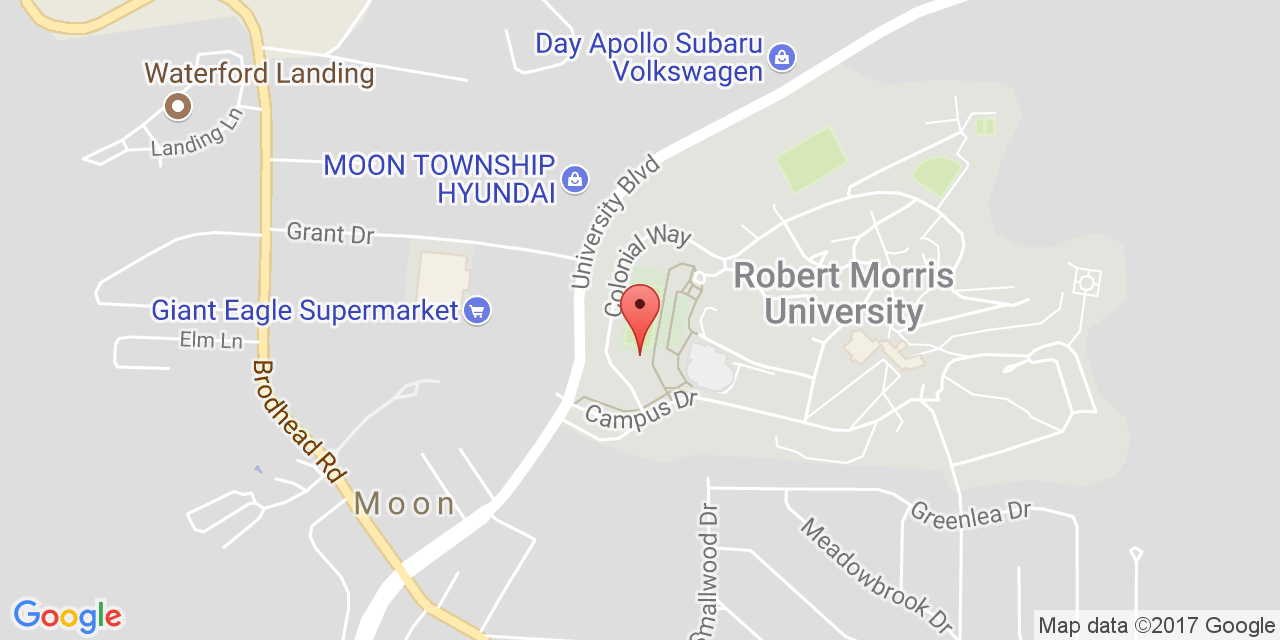 Day Apollo Subaru
Volkswagen
Waterford Landing
Landing Ln
MOON TOWNSHIP
HYUNDAI
University Blvd
Grant Dr
Colonial Way
Robert Morris
University
Giant Eagle Supermarket
Elm Ln
Brodhead Rd
Campus Dr
Moon
Smallwood Dr
Greenlea Dr
Meadowbrook Dr
Google
Map data ©2017 Google